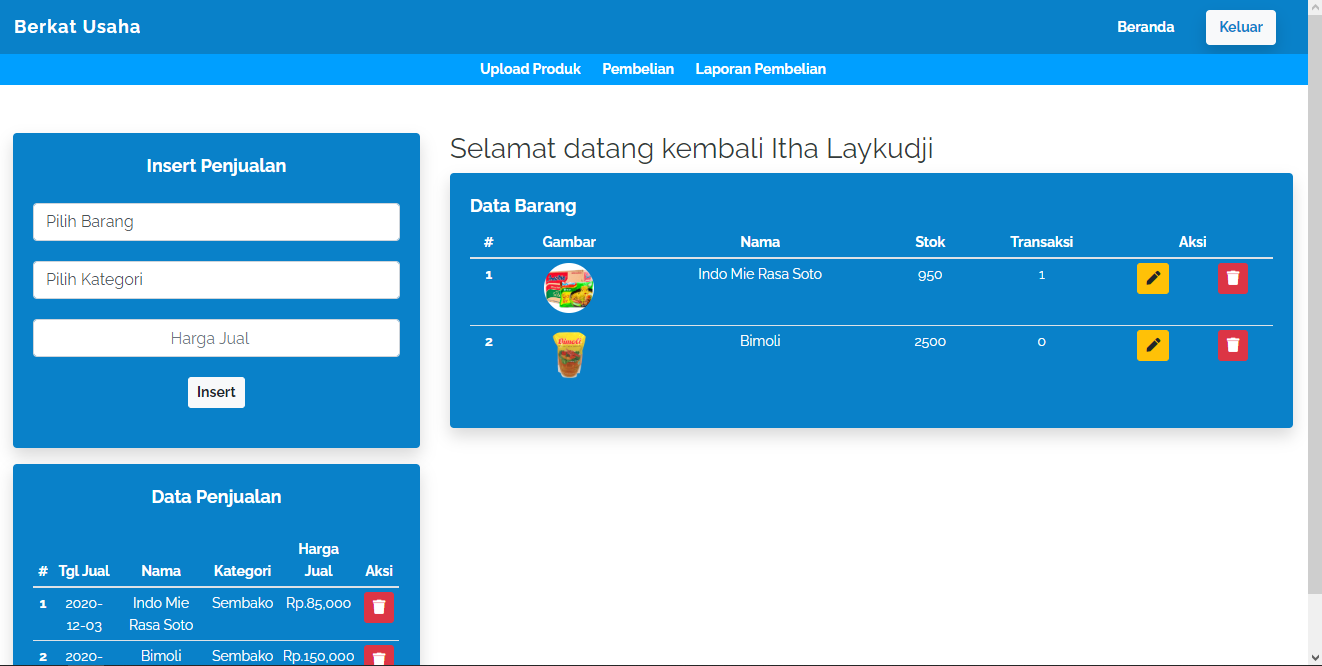 Berkat Usaha
Beranda
Keluar
Upload Produk Pembelian Laporan Pembelian
Insert Penjualan
Pilih Barang
Pilih Kategori
Harga Jual
Insert
Data Penjualan
# Tgl Jual Nama Kategori Harga Jual Aksi
1 2020-12-03 Indo Mie Rasa Soto Sembako Rp.85,000
2 2020- Bimoli Sembako Rp.150,000
Selamat datang kembali Itha Laykudji
Data Barang
# Gambar Nama Stok Transaksi Aksi
1 Indo Mie Rasa Soto 950 1
2 Bimoli Bimoli 2500 0